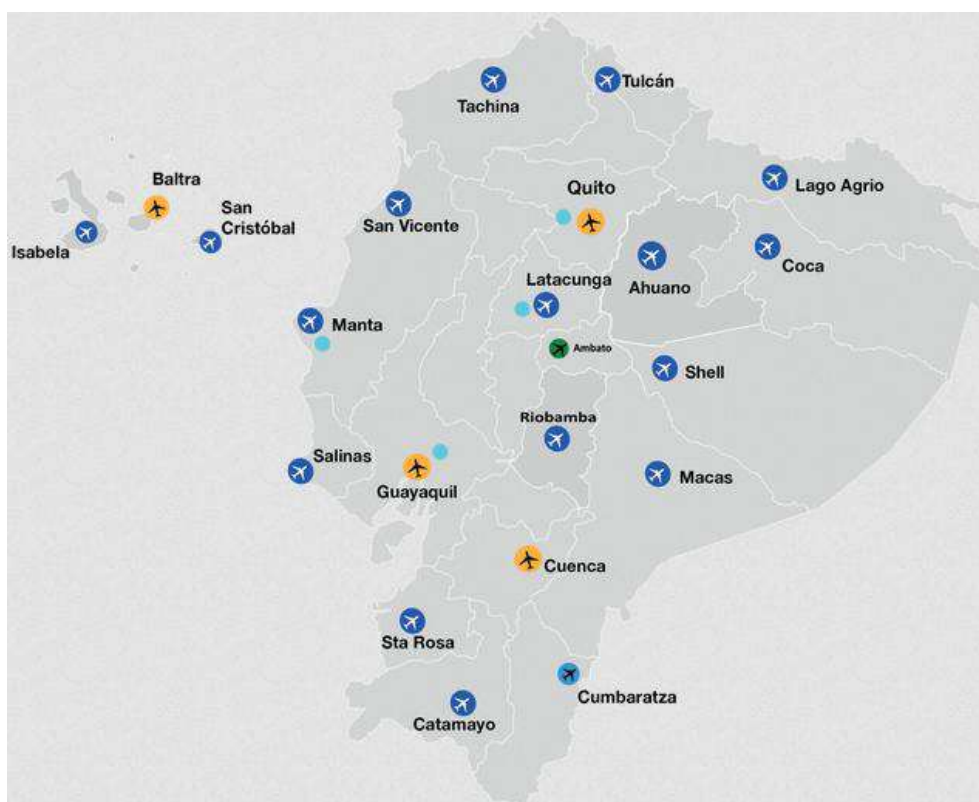 Tulcán
Tachina
Baltra
Quito
Lago Agrio
San
Cristóbal
San Vicente
Isabela
Coca
Latacunga
Ahuano
Manta
Ambato
Shell
Riobamba
Salinas
Macas
Guayaquil
Cuenca
Sta Rosa
Cumbaratza
Catamayo